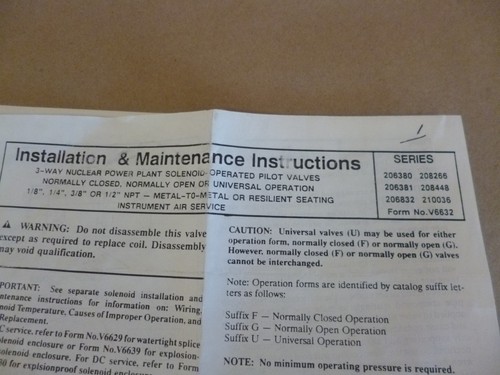 1
Installation & Maintenance Instructions
3-WAY NUCLEAR POWER PLANT SOLENOID-OPERATED PILOT VALVES
NORMALLY CLOSED, NORMALLY OPEN OR UNIVERSAL OPERATION
1/8", 1/4", 3/8" OR 1/2" NPT — METAL-TO-METAL OR RESILIENT SEATING
INSTRUMENT AIR SERVICE
SERIES
206380 208266
206381 208448
206832 210036
Form No.V6632
WARNING: Do not disassemble this valve
except as required to replace coil. Disassembly
may void qualification.
PORTANT: See separate solenoid installation and
ntenance instructions for information on: Wiring,
noid Temperature, Causes of Improper Operation, and
Replacement.
C service, refer to Form No.V6629 for watertight splice
olenoid enclosure or Form No.V6639 for explosion-
olenoid enclosure. For DC service, refer to Form
30 for explsionproof solenoid enclosure
CAUTION: Universal valves (U) may be used for either
operation form, normally closed (F) or normally open (G).
However, normally closed (F) or normally open (G) valves
cannot be interchanged.
Note: Operation forms are identified by catalog suffix let-
ters as follows:
Suffix F – Normally Closed Operation
Suffix G – Normally Open Operation
Suffix U – Universal Operation
NOTE: No minimum operating pressure is required.